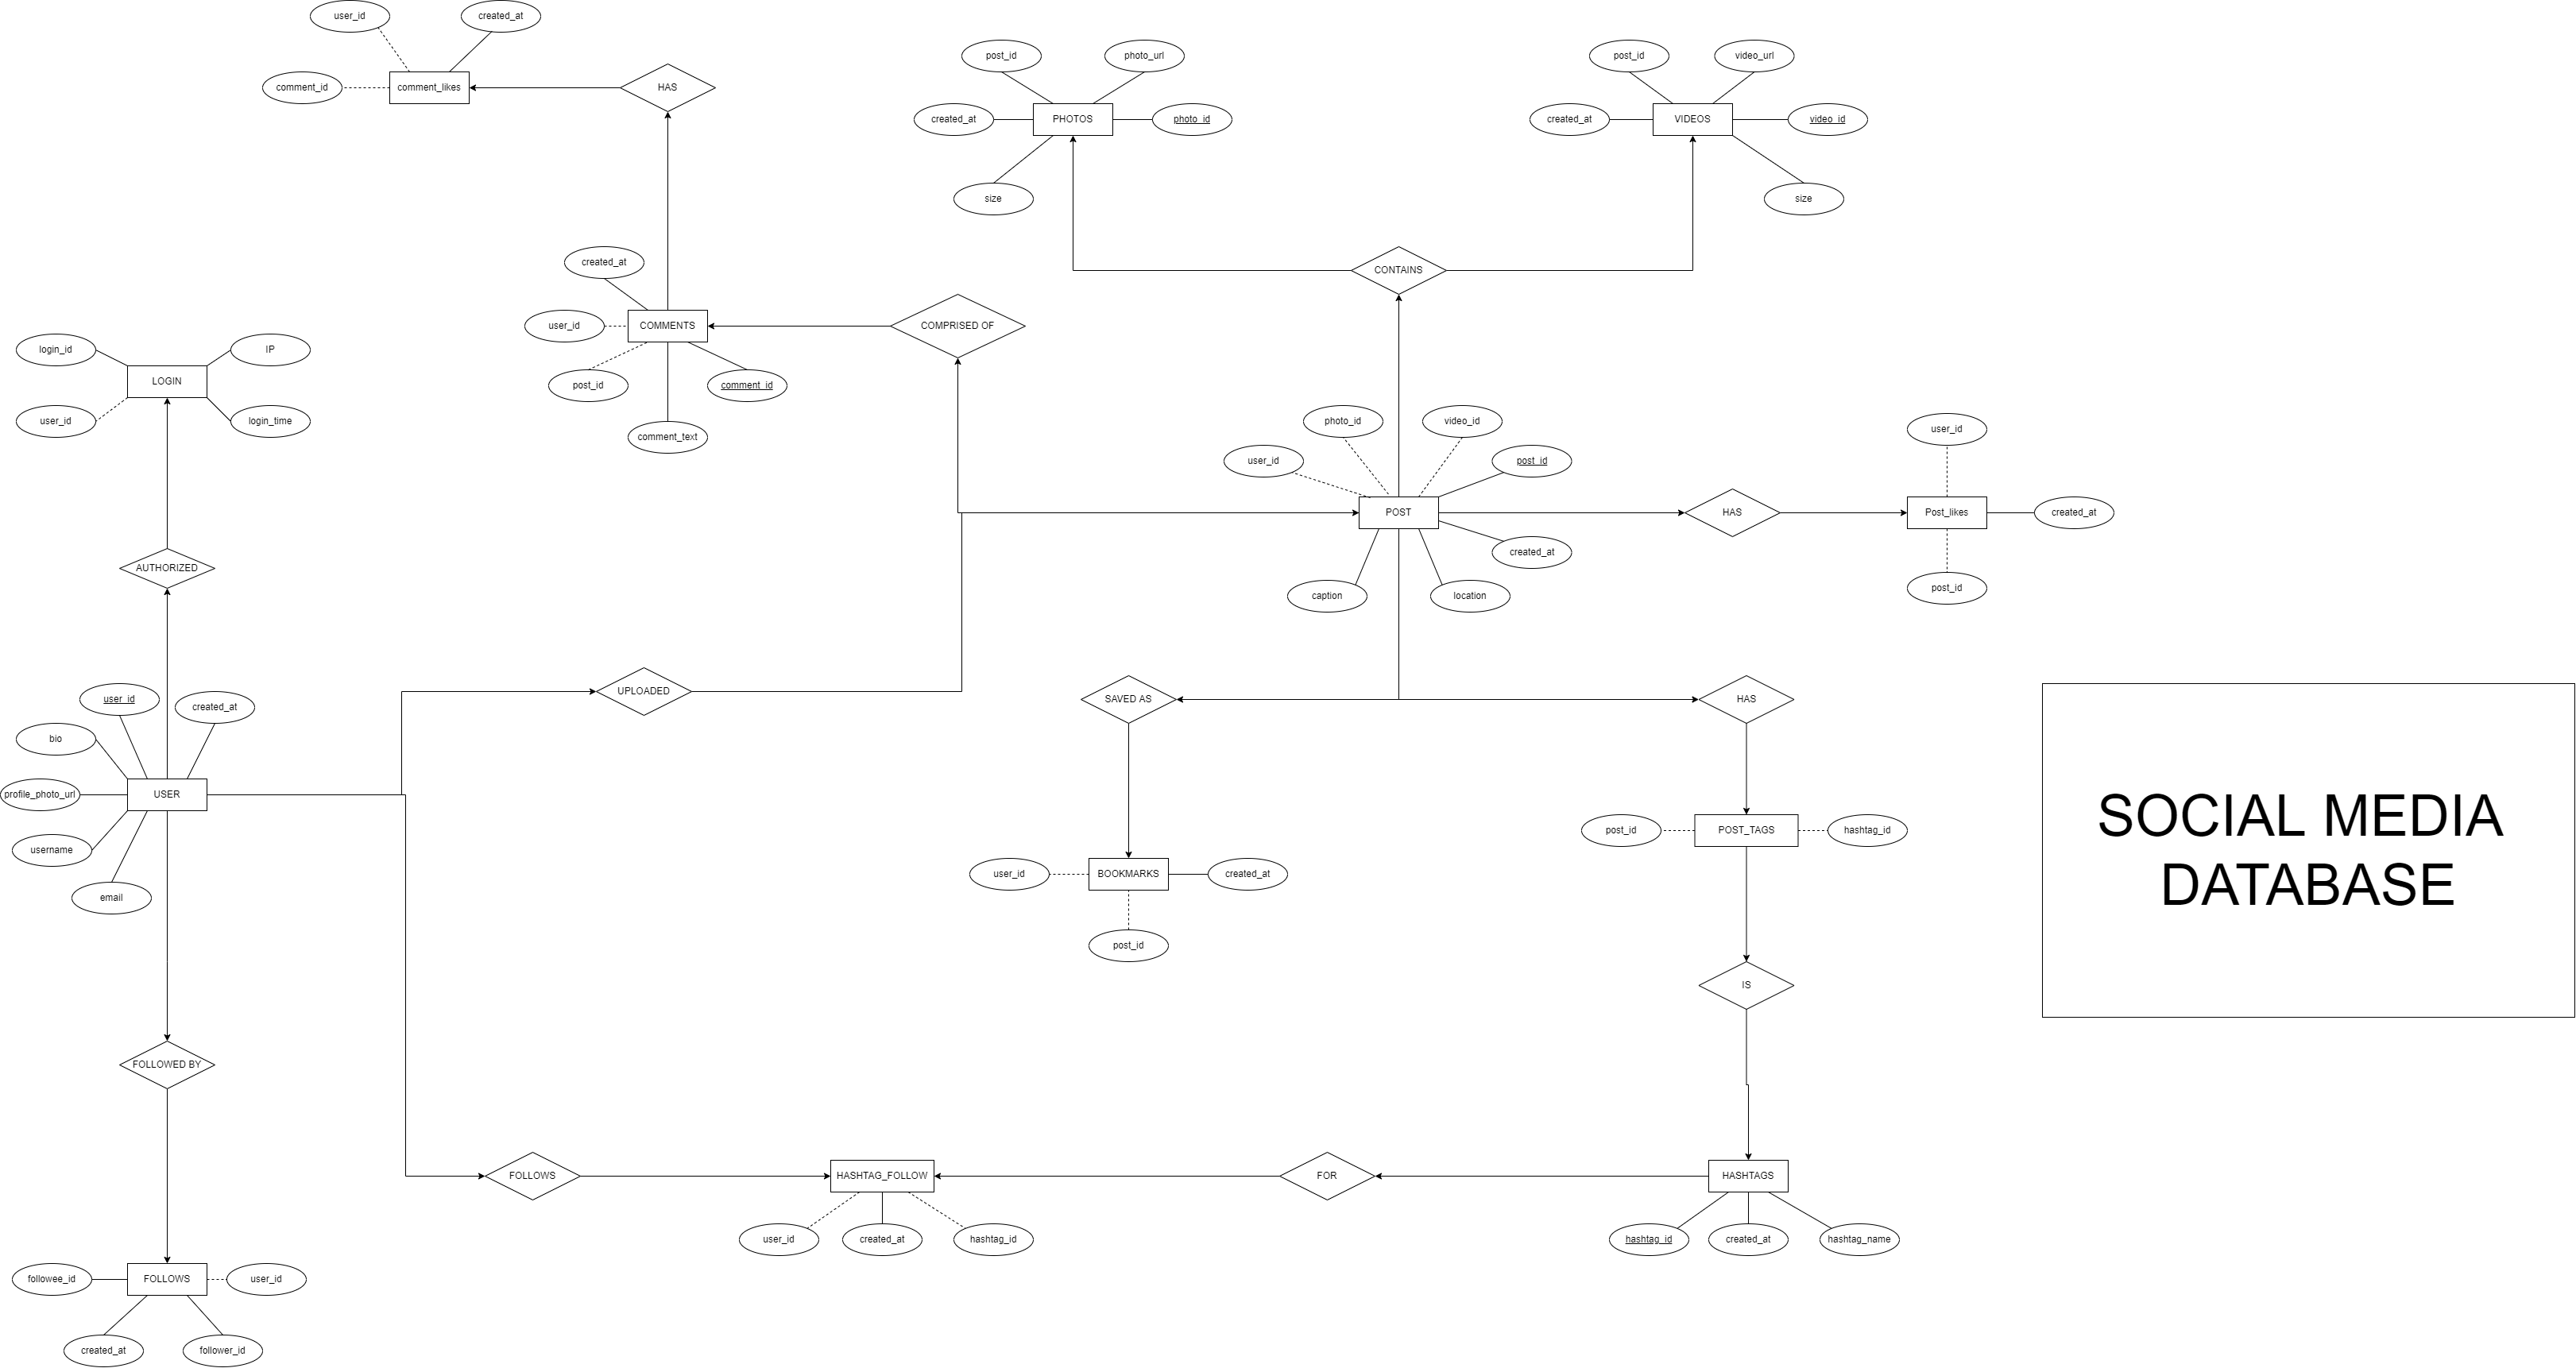 user_id
created_at
comment_id
comment_likes
HAS
post_id
photo_url
created_at
PHOTOS
photo_id
size
post_id
video_url
created_at
VIDEOS
video_id
size
CONTAINS
created_at
user_id
COMMENTS
post_id
comment_id
comment_text
COMPRISED OF
login_id
IP
LOGIN
user_id
login_time
AUTHORIZED
photo_id
video_id
user_id
post_id
POST
created_at
caption
location
HAS
user_id
Post_likes
created_at
post_id
UPLOADED
SAVED AS
HAS
user_id
created_at
bio
profile_photo_url
USER
username
email
post_id
POST_TAGS
hashtag_id
user_id
BOOKMARKS
created_at
post_id
IS
SOCIAL MEDIA
DATABASE
FOLLOWED BY
FOLLOWS
HASHTAG_FOLLOW
FOR
HASHTAGS
user_id
created_at
hashtag_id
hashtag_id
created_at
hashtag_name
followee_id
FOLLOWS
user_id
created_at
follower_id